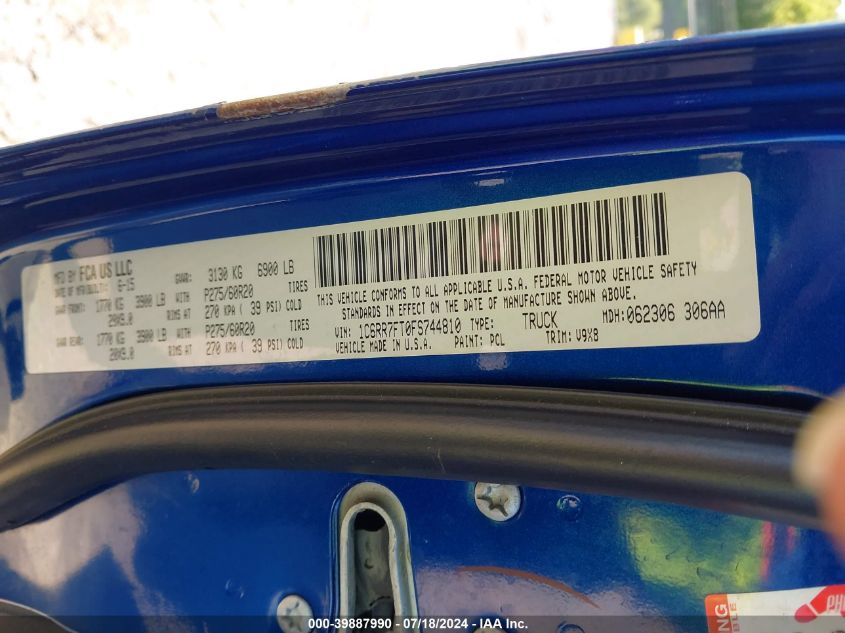 MFD BY FCA US LLC
DATE OF MFR: 6-15 GVWR: 3130 KG 6900 LB
GAWR FRONT: 1770 KG 3900 LB WITH P275/60R20 TIRES
20X9.0 RIMS AT 270 KPA ( 39 PSI) COLD
GAWR REAR: 1770 KG 3900 LB WITH P275/60R20 TIRES
20X9.0 RIMS AT 270 KPA ( 39 PSI) COLD
THIS VEHICLE CONFORMS TO ALL APPLICABLE U.S.A. FEDERAL MOTOR VEHICLE SAFETY
STANDARDS IN EFFECT ON THE DATE OF MANUFACTURE SHOWN ABOVE.
VIN: 1C6RR7FT0FS744810 TYPE: TRUCK MDH: 062306 306AA
VEHICLE MADE IN U.S.A. PAINT: PCL TRIM: V9X8
000-39887990 - 07/18/2024 - IAA Inc.